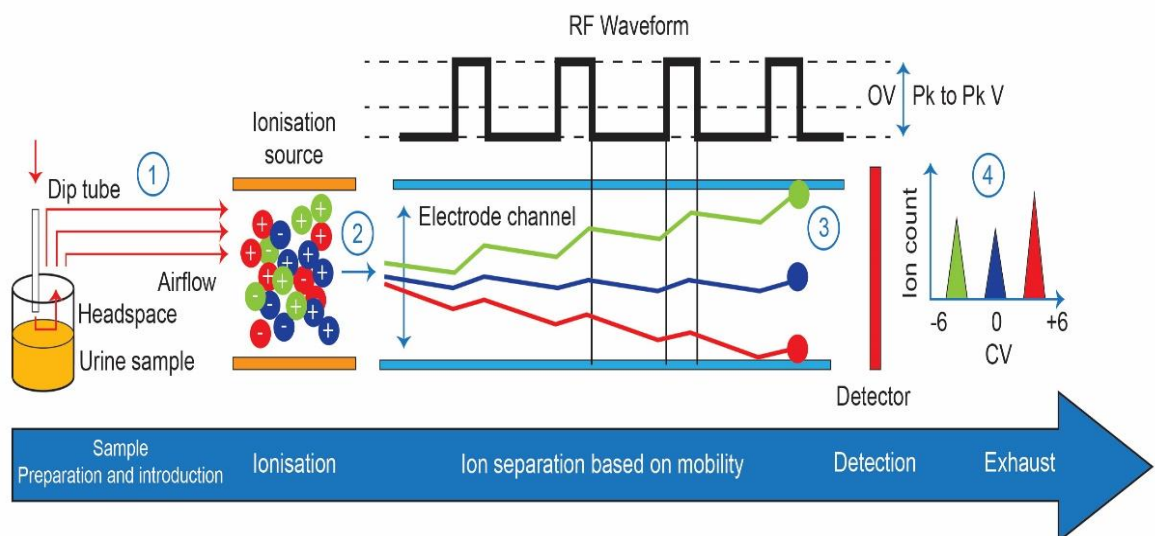 RF Waveform
OV
Pk to Pk V
Ionisation
source
1
Dip tube
Airflow
Headspace
Urine sample
+
-
2
Electrode channel
3
Detector
4
Ion count
-6
0
+6
CV
Sample
Preparation and introduction
Ionisation
Ion separation based on mobility
Detection
Exhaust